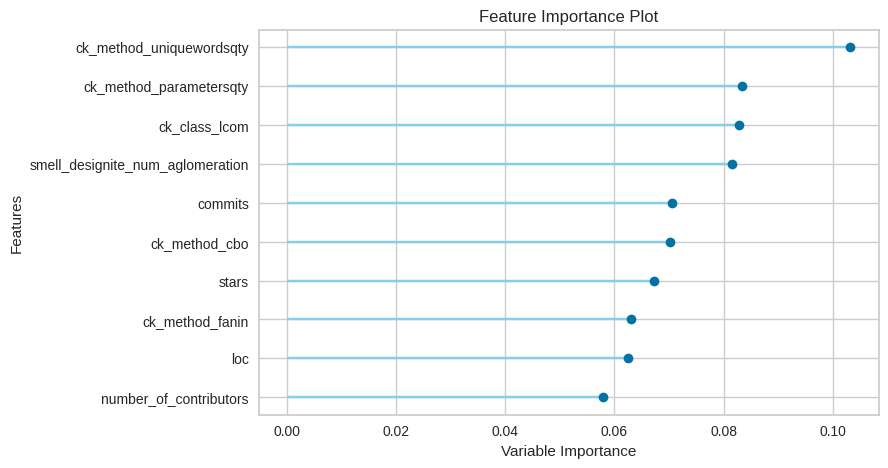 Feature Importance Plot
ck_method_uniquewordsqty
ck_method_parametersqty
ck_class_lcom
smell_designite_num_aglomeration
commits
ck_method_cbo
stars
ck_method_fanin
loc
number_of_contributors
Features
0.00 0.02 0.04 0.06 0.08 0.10
Variable Importance